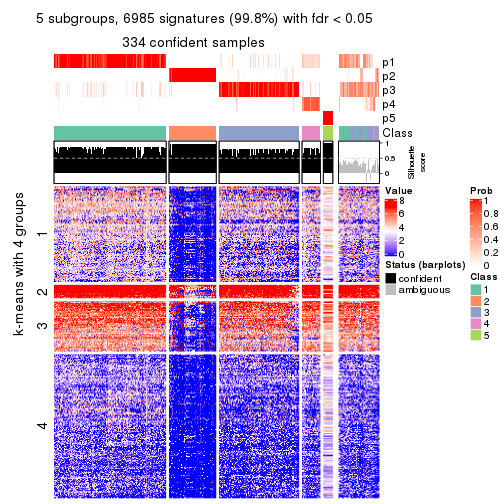 5 subgroups, 6985 signatures (99.8%) with fdr < 0.05
334 confident samples
p1
p2
p3
p4
p5
Class
1
0.5
0
Silhouette
score
k-means with 4 groups
1
2
3
4
Value
8
6
4
2
0
Status (barplots)
confident
ambiguous
Prob
1
0.8
0.6
0.4
0.2
0
Class
1
2
3
4
5